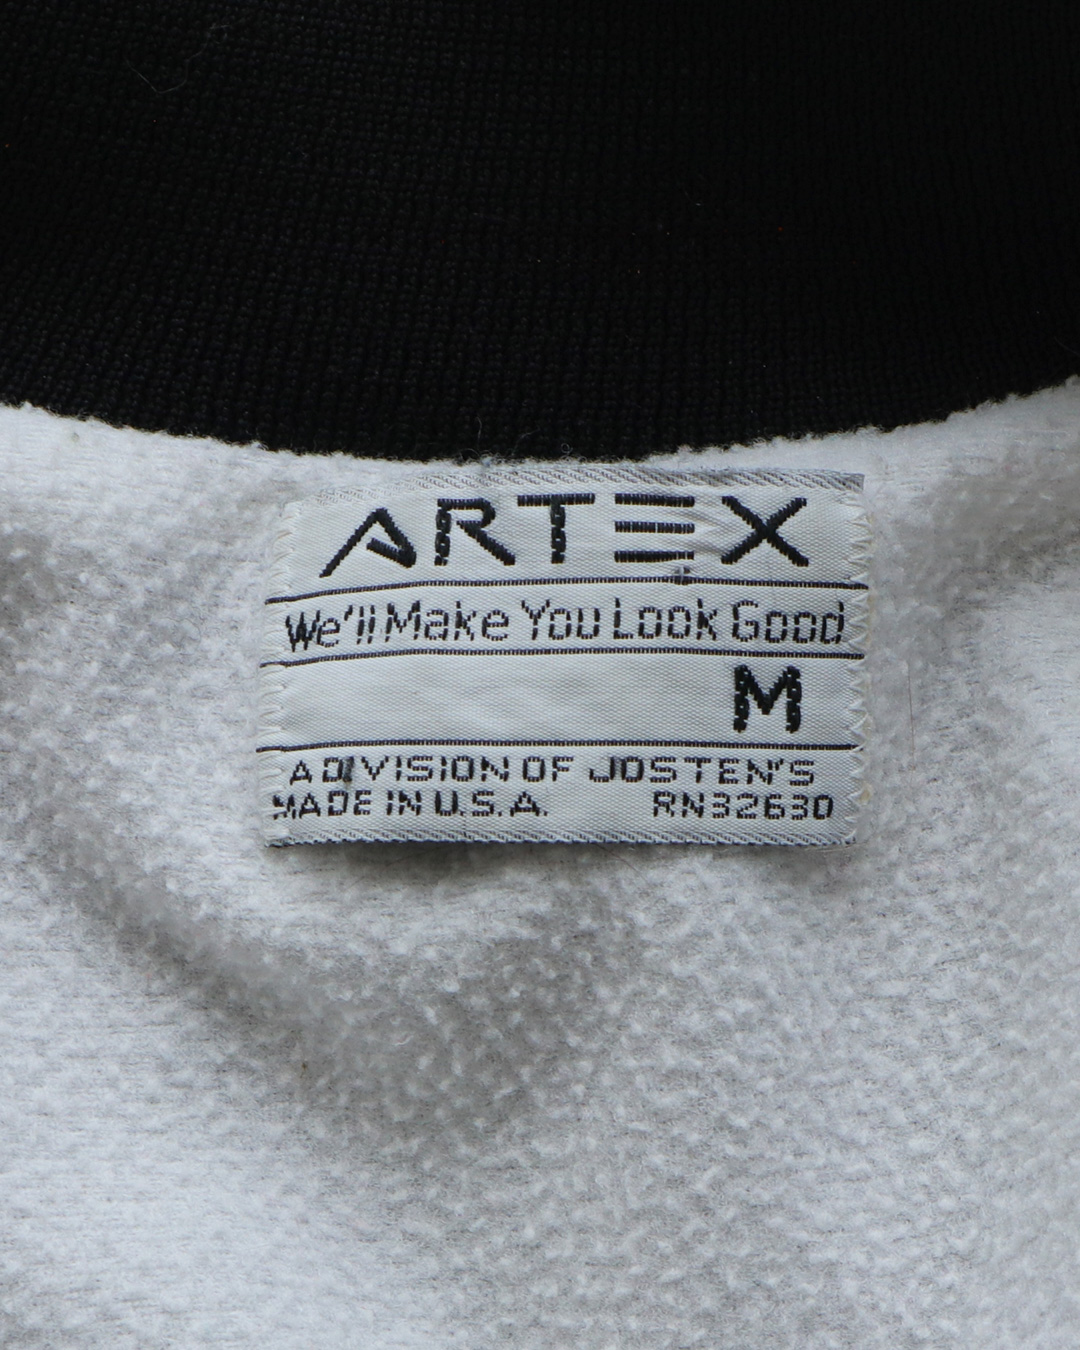 ARTEX
We'll Make You Look Good
M
A DIVISION OF JOSTEN'S
MADE IN U.S.A. RN32630